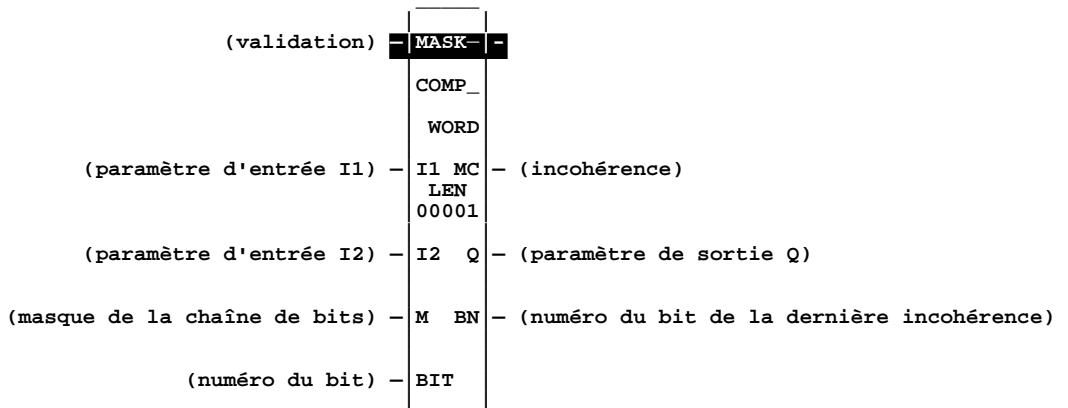 (validation) MASK
COMP_
WORD
(paramètre d'entrée I1) I1 MC (incohérence)
LEN
00001
(paramètre d'entrée I2) I2 Q (paramètre de sortie Q)
(masque de la chaîne de bits) M BN (numéro du bit de la dernière incohérence)
(numéro du bit) BIT